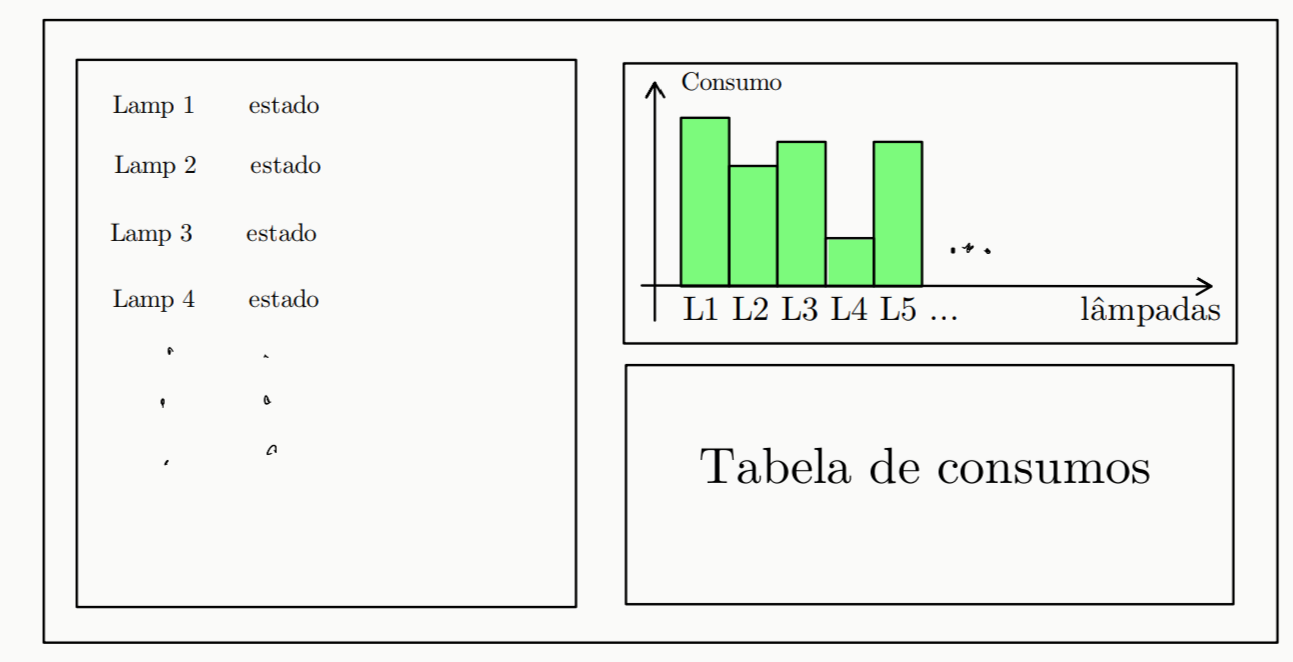 Lamp 1 estado
Lamp 2 estado
Lamp 3 estado
Lamp 4 estado
Consumo
...
L1 L2 L3 L4 L5 ...
lâmpadas
Tabela de consumos